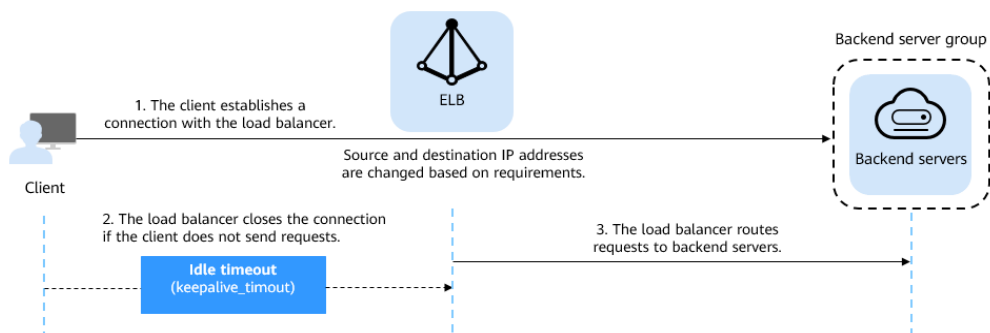 Backend server group
ELB
1. The client establishes a
connection with the load balancer.
Source and destination IP addresses
are changed based on requirements.
Backend servers
Client
2. The load balancer closes the connection
if the client does not send requests.
3. The load balancer routes
requests to backend servers.
Idle timeout
(keepalive_timout)